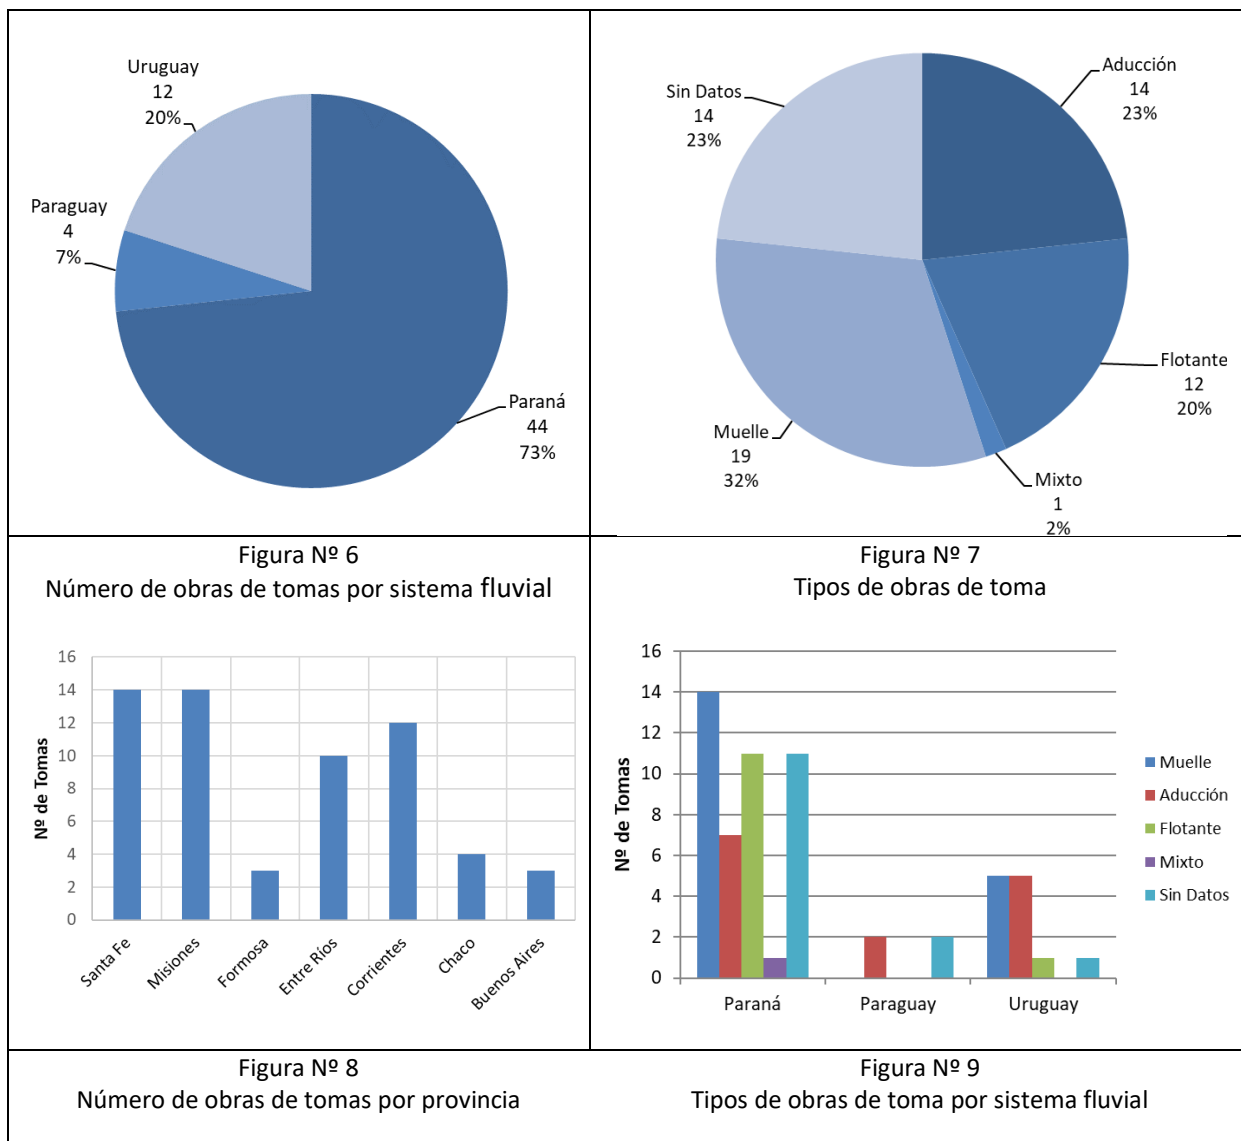 Uruguay
12
20%
Paraguay
4
7%
Paraná
44
73%
Sin Datos
14
23%
Aducción
14
23%
Flotante
12
20%
Muelle
19
32%
Mixto
1
2%
Figura Nº 6
Número de obras de tomas por sistema fluvial
Figura Nº 7
Tipos de obras de toma
16
14
12
10
8
6
4
2
0
Nº de Tomas
Santa Fe
Misiones
Formosa
Entre Ríos
Corrientes
Chaco
Buenos Aires
16
14
12
10
8
6
4
2
0
Nº de Tomas
Paraná
Paraguay
Uruguay
Muelle
Aducción
Flotante
Mixto
Sin Datos
Figura Nº 8
Número de obras de tomas por provincia
Figura Nº 9
Tipos de obras de toma por sistema fluvial